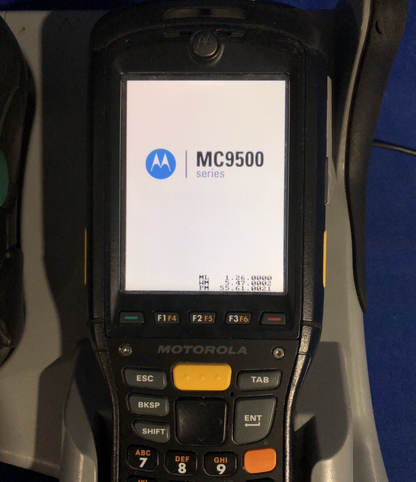 MC9500
series
ML 1.26.0000
WM 5.47.0002
PM 55.61.0021
F1 F4 F2 F5 F3 F6
MOTOROLA
ESC TAB
BKSP
ENT
SHIFT
ABC DEF GHI
7 8 9